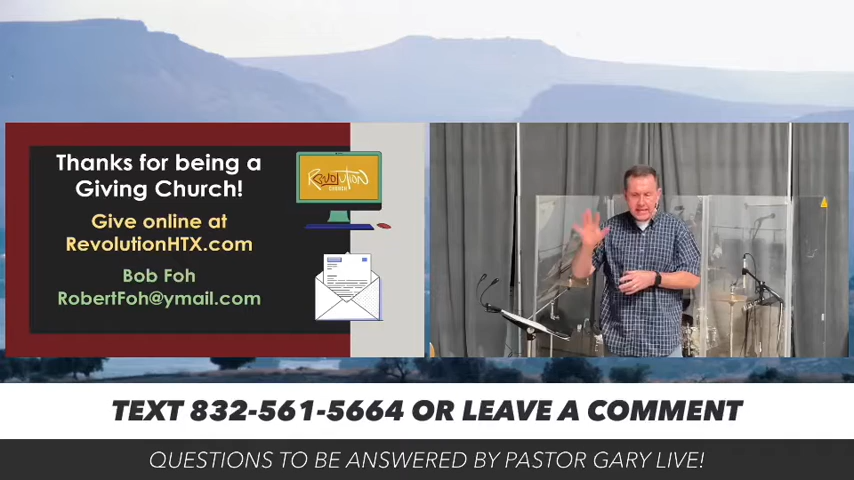 Thanks for being a
Giving Church!
Give online at
RevolutionHTX.com
Bob Foh
RobertFoh@ymail.com
REVOLUTION
CHURCH
TEXT 832-561-5664 OR LEAVE A COMMENT
QUESTIONS TO BE ANSWERED BY PASTOR GARY LIVE!